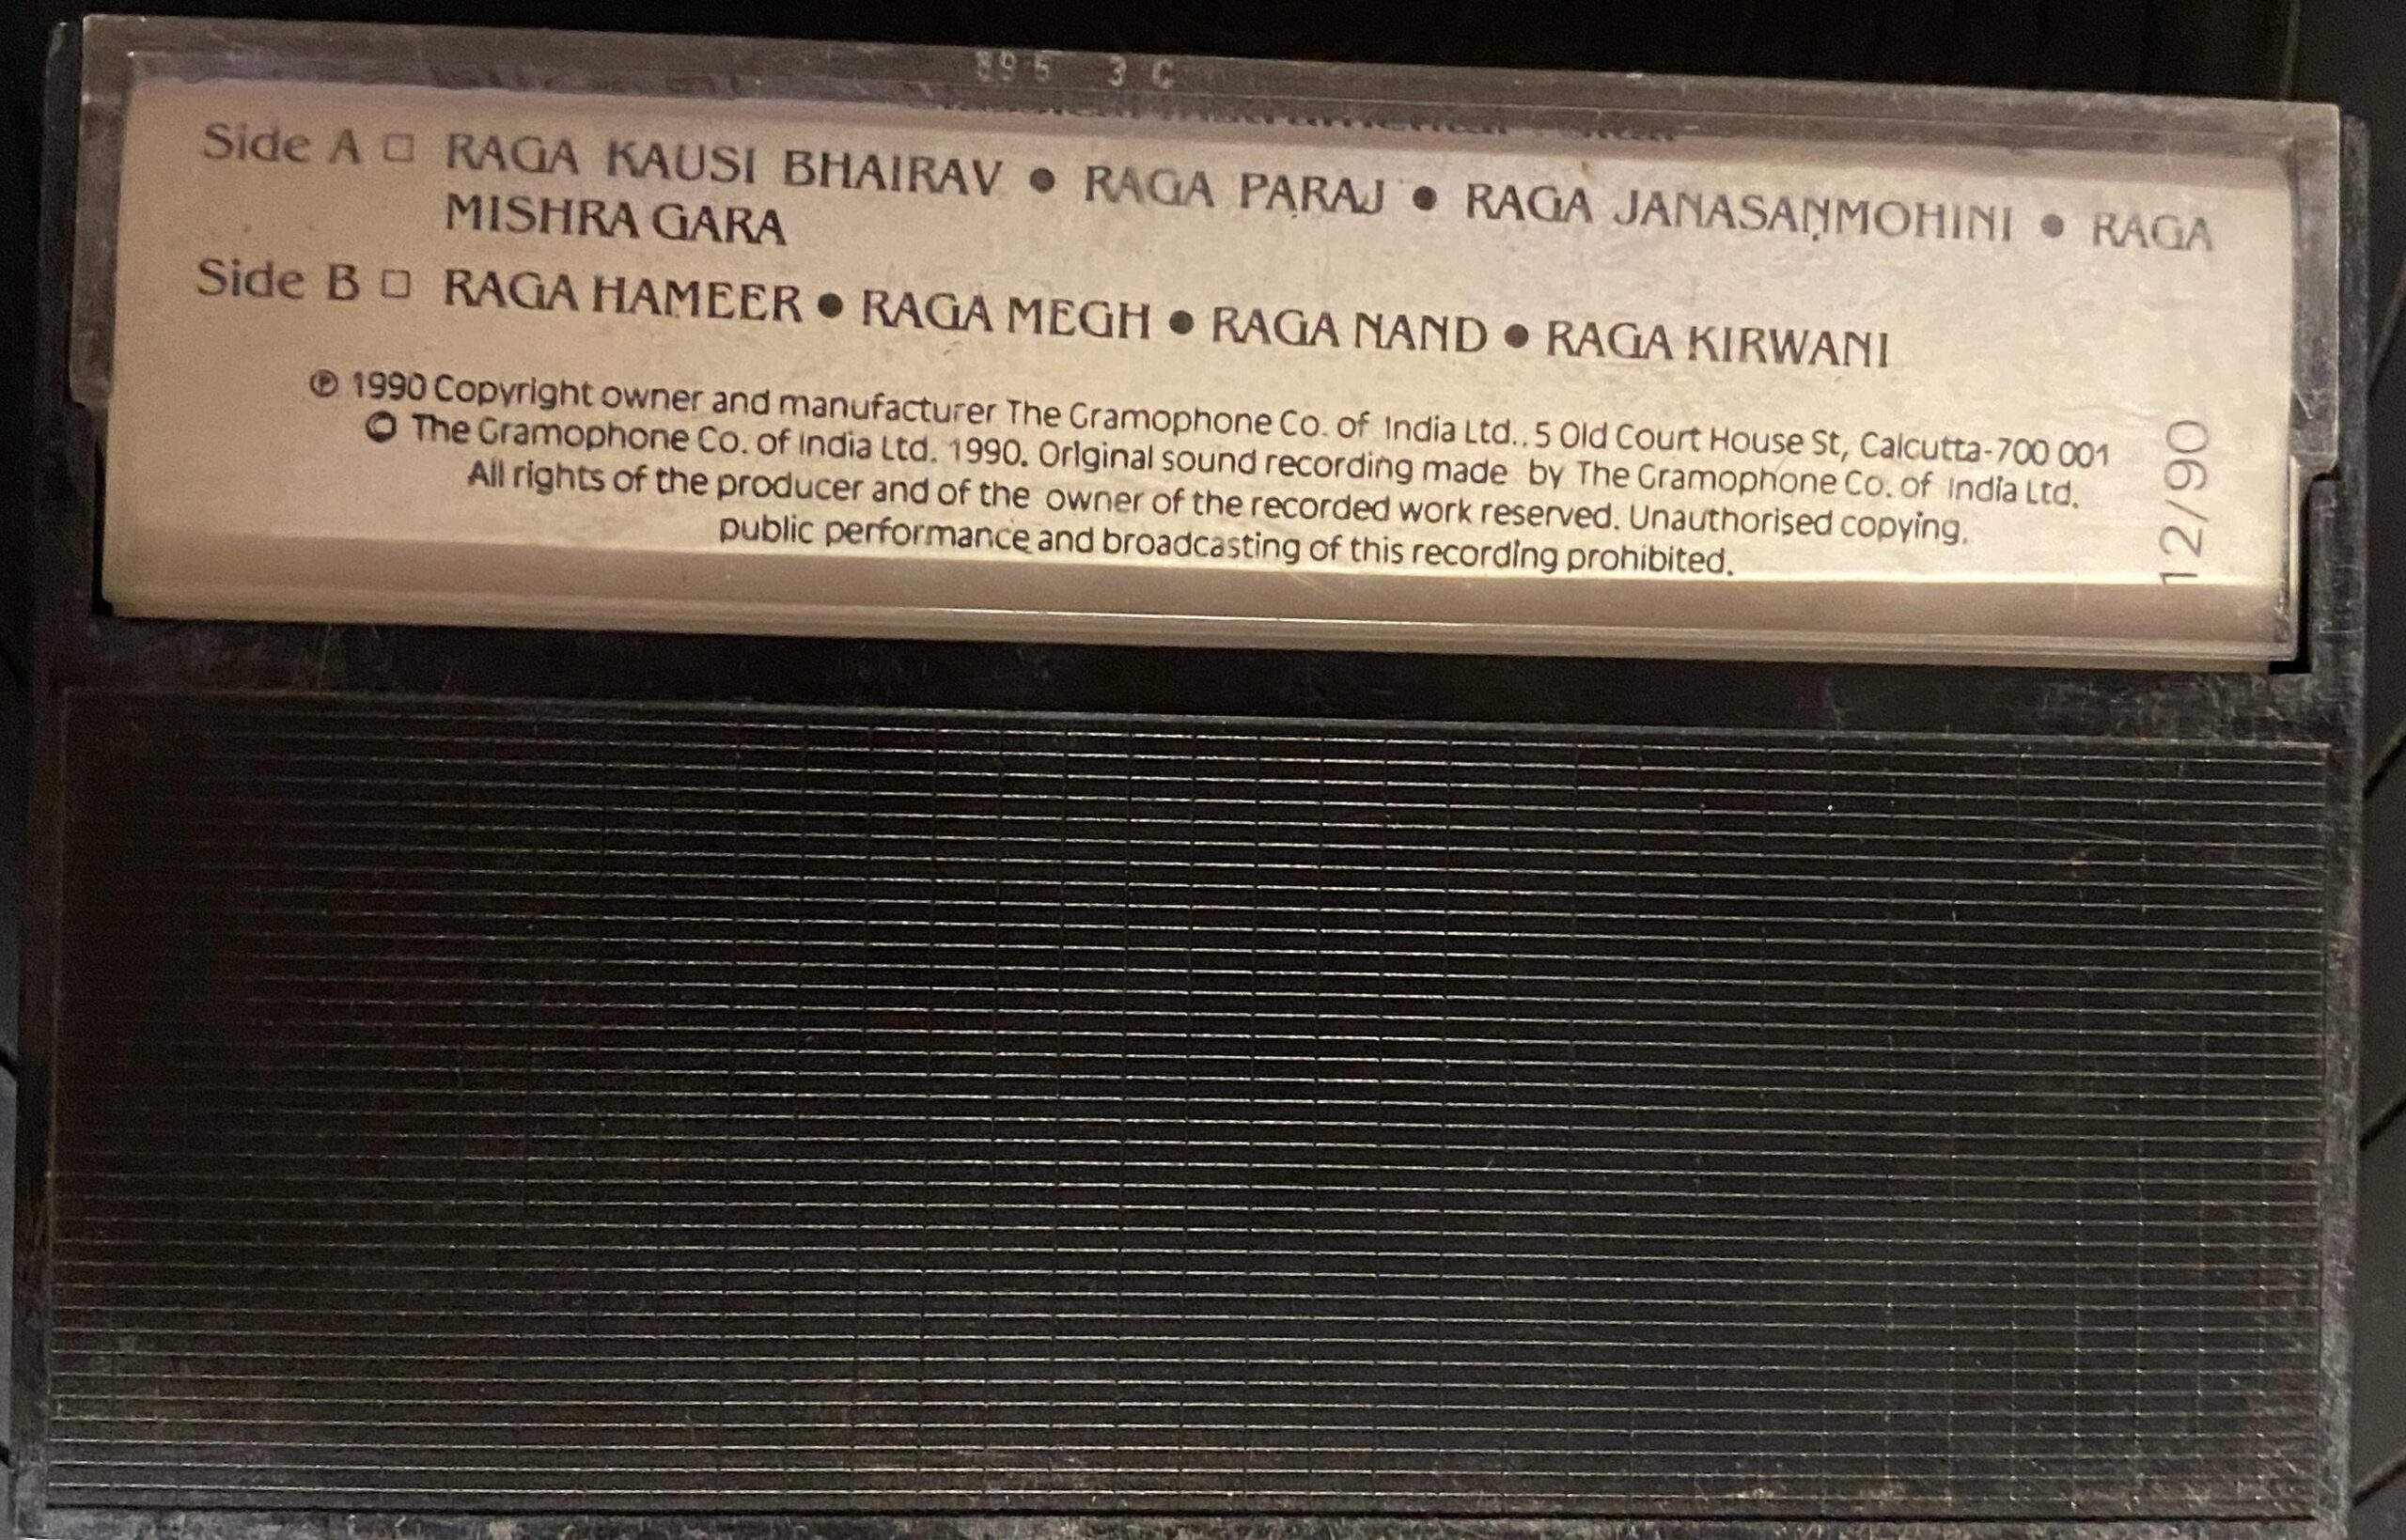 895 3 C
Side A □ RAGA KAUSI BHAIRAV ● RAGA PARAJ ● RAGA JANASANMOHINI ● RAGA
MISHRA GARA
Side B □ RAGA HAMEER ● RAGA MEGH ● RAGA NAND ● RAGA KIRWANI
℗ 1990 Copyright owner and manufacturer The Gramophone Co. of India Ltd., 5 Old Court House St, Calcutta-700 001
© The Gramophone Co. of India Ltd. 1990. Original sound recording made by The Gramophone Co. of India Ltd.
All rights of the producer and of the owner of the recorded work reserved. Unauthorised copying,
public performance and broadcasting of this recording prohibited.
12/90